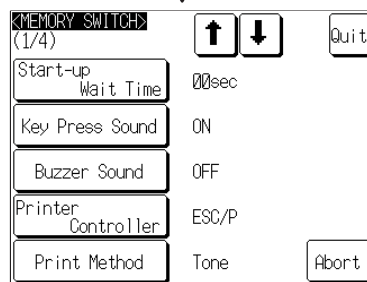 <MEMORY SWITCH>
(1/4)
Quit
Start-up
Wait Time
00sec
Key Press Sound
ON
Buzzer Sound
OFF
Printer
Controller
ESC/P
Print Method
Tone
Abort